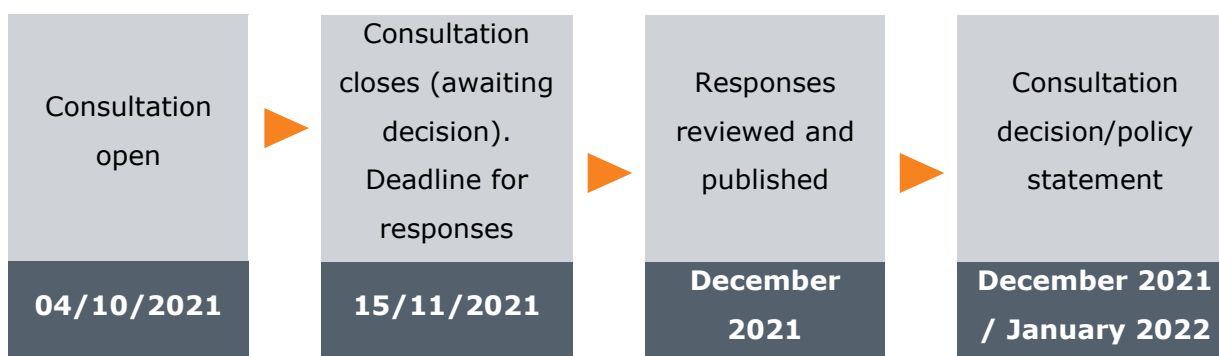 Consultation
open
04/10/2021
Consultation
closes (awaiting
decision).
Deadline for
responses
15/11/2021
Responses
reviewed and
published
December
2021
Consultation
decision/policy
statement
December 2021
/ January 2022